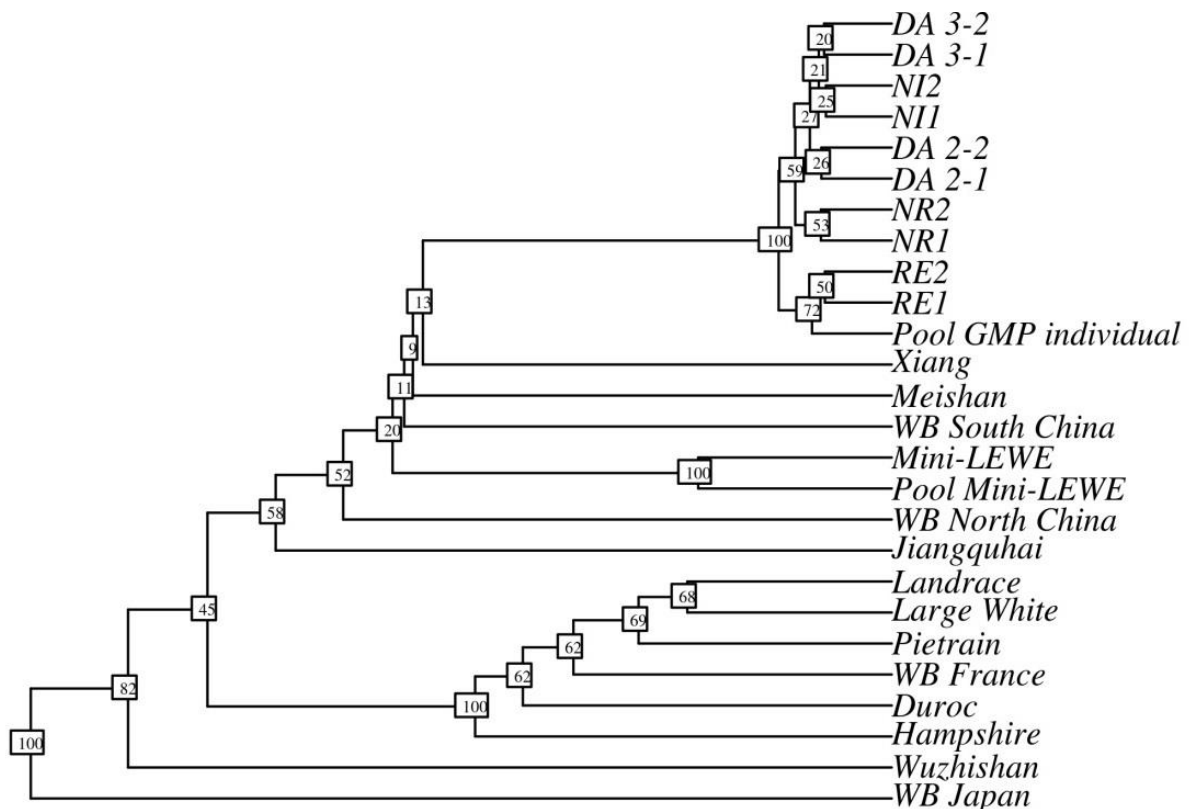 DA 3-2
20
DA 3-1
21
NI2
25
NI1
27
DA 2-2
26
DA 2-1
59
NR2
53
NR1
100
RE2
50
RE1
72
Pool GMP individual
13
Xiang
9
Meishan
11
WB South China
20
Mini-LEWE
100
Pool Mini-LEWE
52
WB North China
58
Jiangquhai
Landrace
68
Large White
45
69
Pietrain
62
WB France
62
Duroc
82
100
Hampshire
100
Wuzhishan
WB Japan